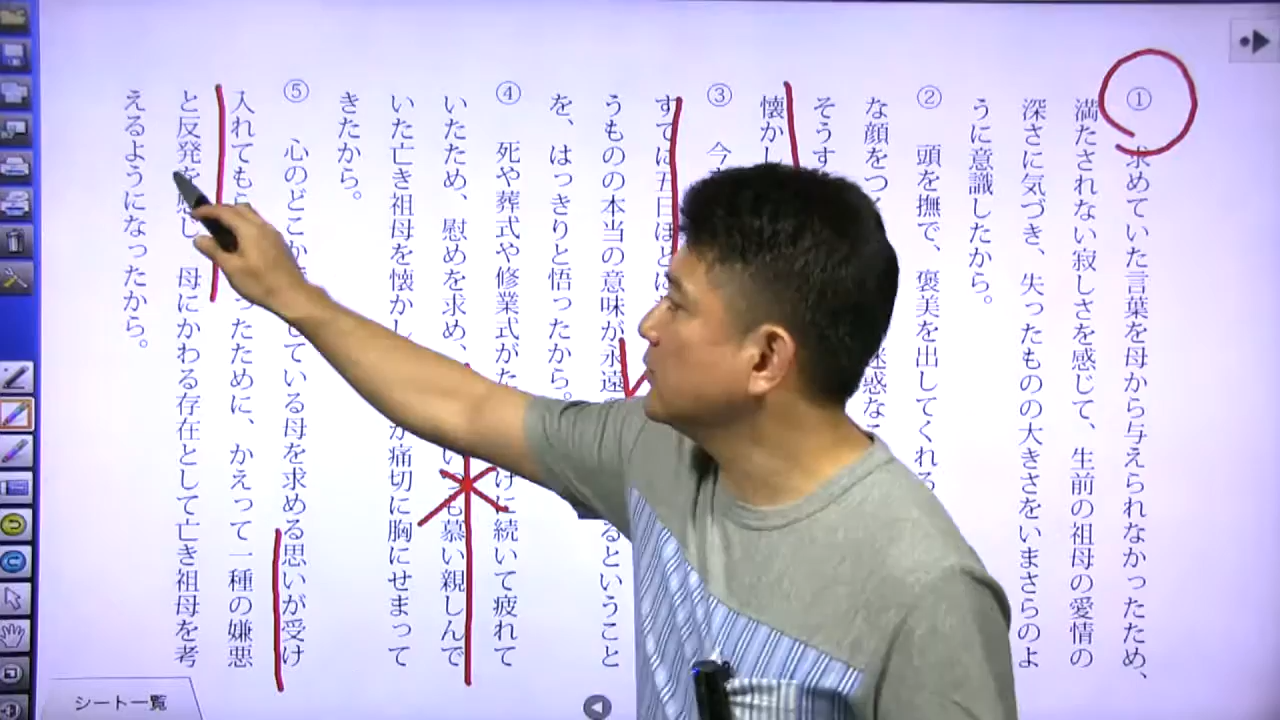 ① 求めていた言葉を母から与えられなかったため、
満たされない寂しさを感じて、生前の祖母の愛情の
深さに気づき、失ったものの大きさをいまさらのよ
うに意識したから。
② 頭を撫で、褒美を出してくれる
な顔をつ 迷惑な
そうす
懐かし
③ 今
すでに五日ほど
うものの本当の意味が永遠 るということ
を、はっきりと悟ったから。
④ 死や葬式や修業式がた けに続いて疲れて
いたため、慰めを求め、 いつも慕い親しんで
いた亡き祖母を懐かし が痛切に胸にせまって
きたから。
⑤ 心のどこか している母を求める思いが受け
入れても ったために、かえって一種の嫌悪
と反発を感じ、母にかわる存在として亡き祖母を考
えるようになったから。
シート一覧